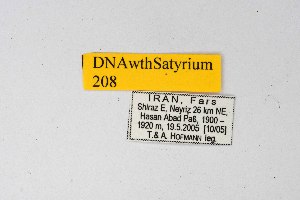 DNAwthSatyrium
208
IRAN, Fars
Shiraz E, Neyriz 26 km NE,
Hasan Abad Paß, 1900 –
1920 m, 19.5.2005 [10/05]
T.& A. HOFMANN leg.